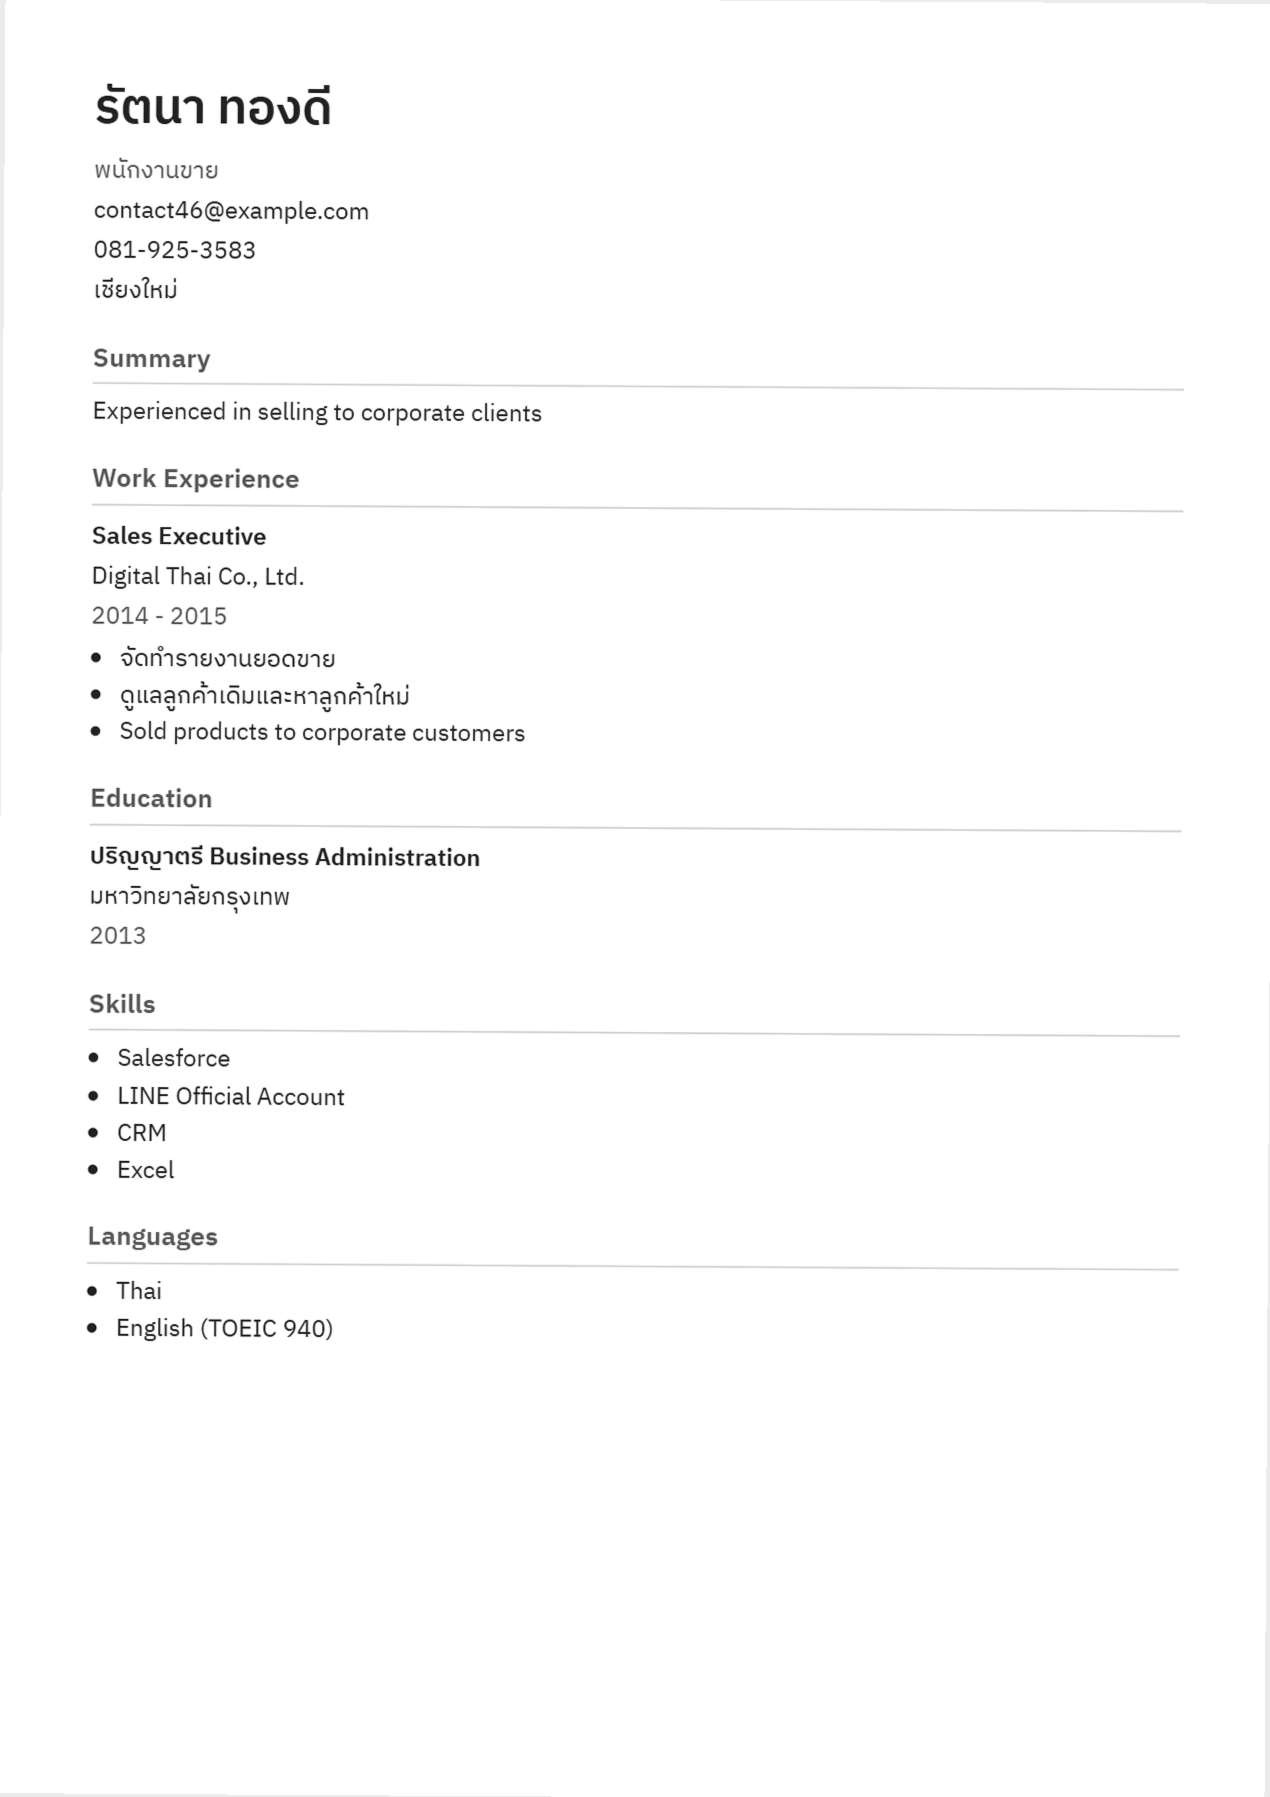 รัตนา ทองดี
พนักงานขาย
contact46@example.com
081-925-3583
เชียงใหม่
Summary
Experienced in selling to corporate clients
Work Experience
Sales Executive
Digital Thai Co., Ltd.
2014 - 2015
• จัดทำรายงานยอดขาย
• ดูแลลูกค้าเดิมและหาลูกค้าใหม่
• Sold products to corporate customers
Education
ปริญญาตรี Business Administration
มหาวิทยาลัยกรุงเทพ
2013
Skills
• Salesforce
• LINE Official Account
• CRM
• Excel
Languages
• Thai
• English (TOEIC 940)